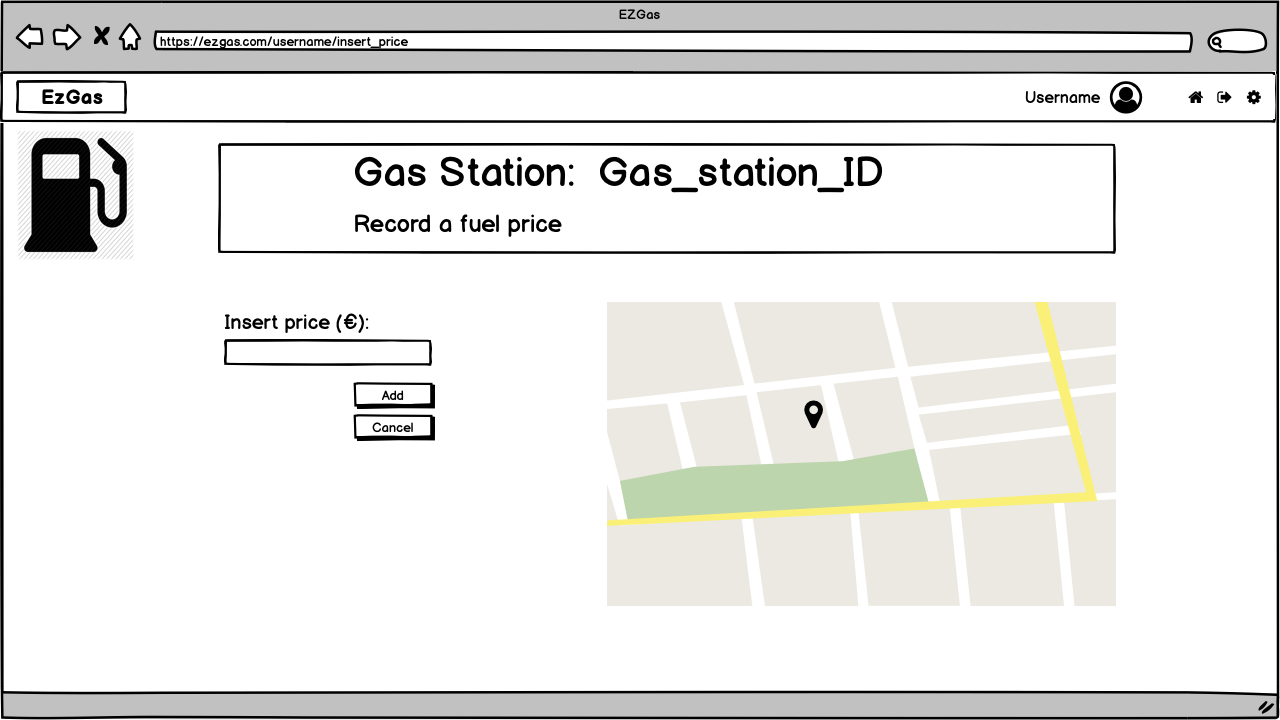 EZGas
https://ezgas.com/username/insert_price
EzGas
Username
Gas Station: Gas_station_ID
Record a fuel price
Insert price (€):
Add
Cancel